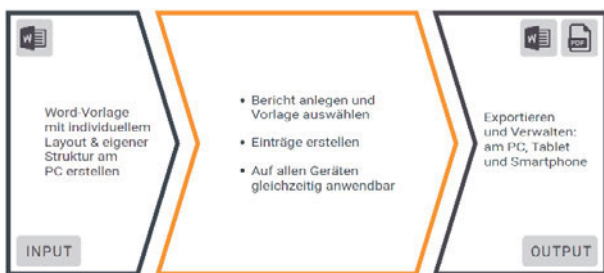 W
Word-Vorlage
mit individuellem
Layout & eigener
Struktur am
PC erstellen
INPUT
• Bericht anlegen und
Vorlage auswählen
• Einträge erstellen
• Auf allen Geräten
gleichzeitig anwendbar
W
PDF
Exportieren
und Verwalten:
am PC, Tablet
und Smartphone
OUTPUT